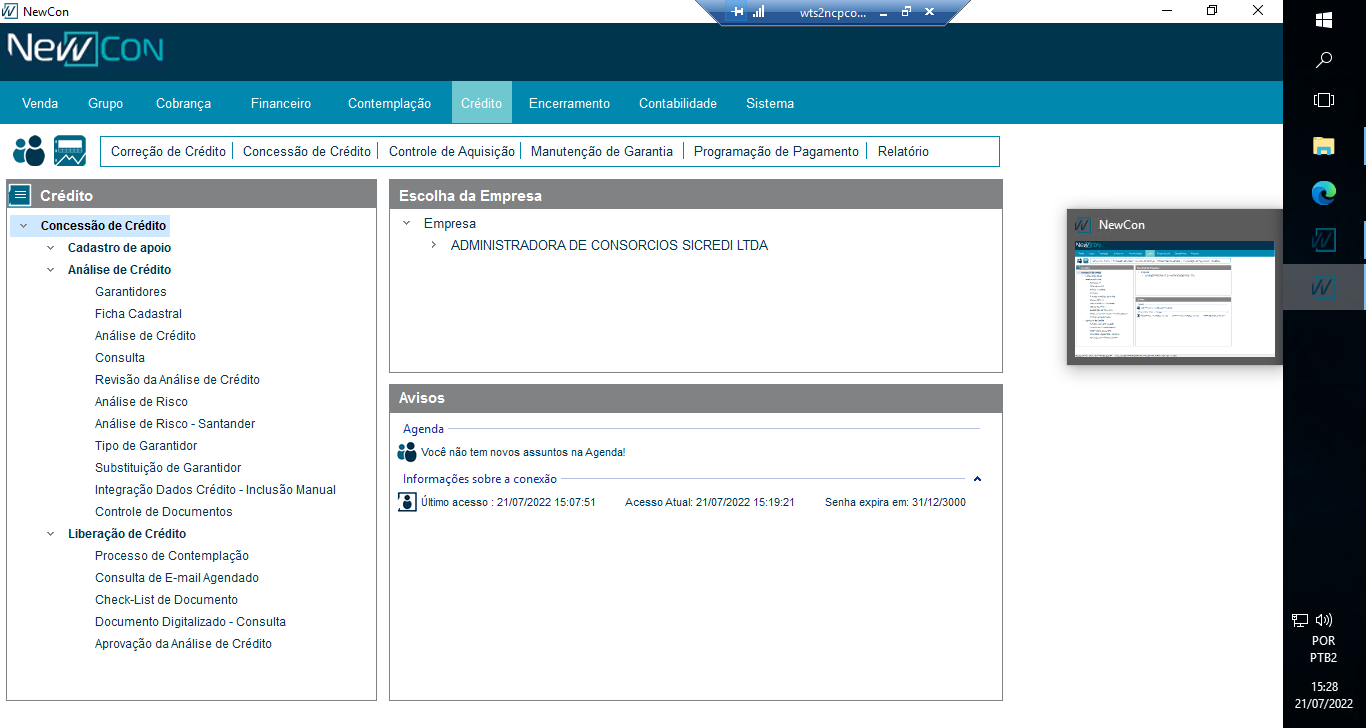 NewCon
wts2ncpco...
NewCon
Venda Grupo Cobrança Financeiro Contemplação Crédito Encerramento Contabilidade Sistema
Correção de Crédito Concessão de Crédito Controle de Aquisição Manutenção de Garantia Programação de Pagamento Relatório
Crédito
Concessão de Crédito
Cadastro de apoio
Análise de Crédito
Garantidores
Ficha Cadastral
Análise de Crédito
Consulta
Revisão da Análise de Crédito
Análise de Risco
Análise de Risco - Santander
Tipo de Garantidor
Substituição de Garantidor
Integração Dados Crédito - Inclusão Manual
Controle de Documentos
Liberação de Crédito
Processo de Contemplação
Consulta de E-mail Agendado
Check-List de Documento
Documento Digitalizado - Consulta
Aprovação da Análise de Crédito
Escolha da Empresa
Empresa
ADMINISTRADORA DE CONSORCIOS SICREDI LTDA
Avisos
Agenda
Você não tem novos assuntos na Agenda!
Informações sobre a conexão
Último acesso : 21/07/2022 15:07:51 Acesso Atual: 21/07/2022 15:19:21 Senha expira em: 31/12/3000
NewCon
POR
PTB2
15:28
21/07/2022